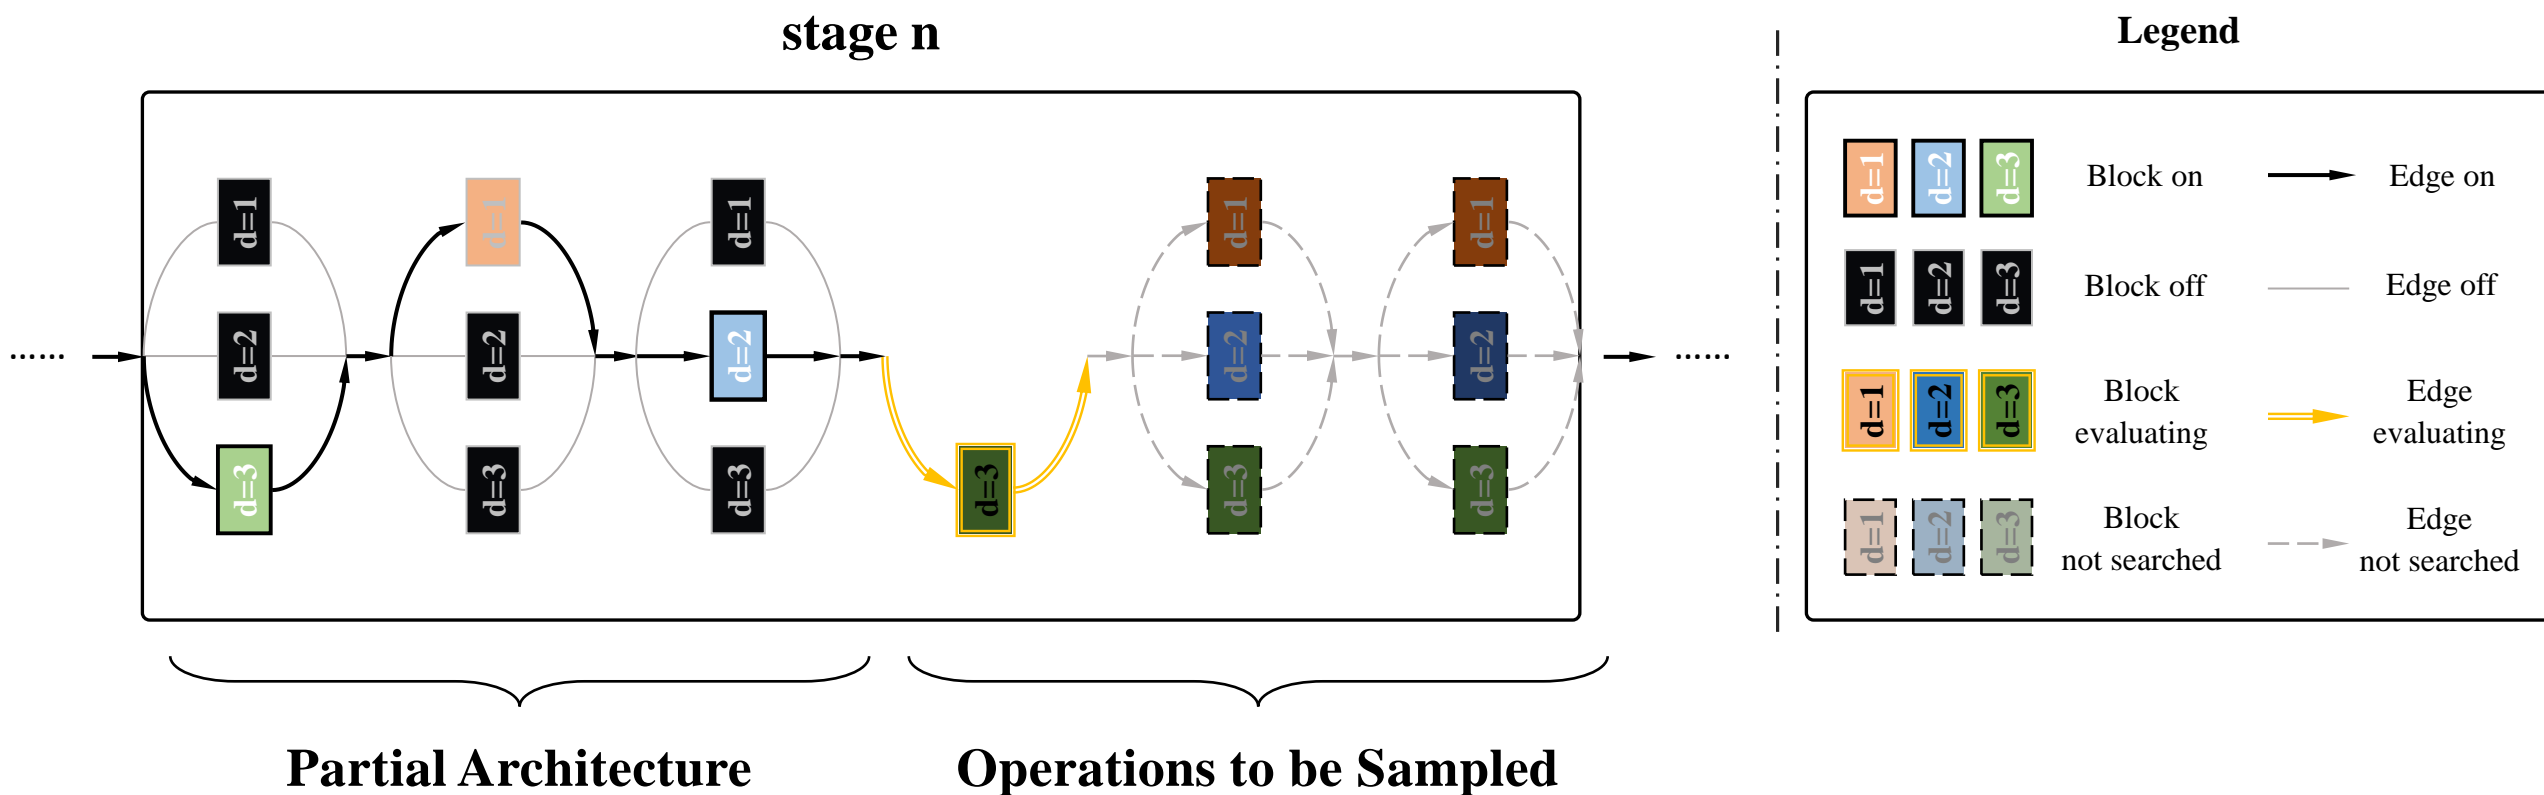 stage n
Legend
d=1
d=1
d=1
d=1
d=1
d=2
d=2
d=2
d=2
d=2
d=3
d=3
d=3
d=3
d=3
d=3
......
......
d=1 d=2 d=3
Block on
Edge on
d=1 d=2 d=3
Block off
Edge off
d=1 d=2 d=3
Block
evaluating
Edge
evaluating
d=1 d=2 d=3
Block
not searched
Edge
not searched
Partial Architecture
Operations to be Sampled